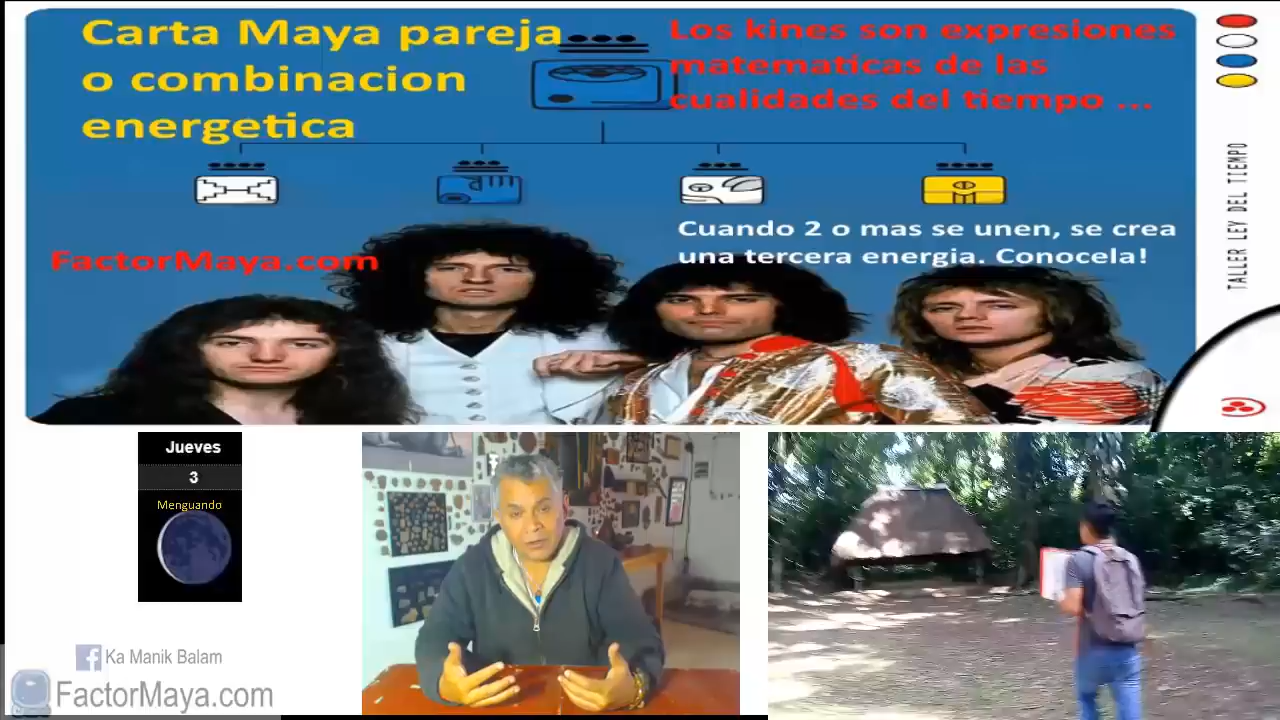 Carta Maya pareja
o combinacion
energetica
Los kines son expresiones
matematícas de las
cualidades del tiempo ...
TALLER LEY DEL TIEMPO
Cuando 2 o mas se unen, se crea
una tercera energia. Conocela!
FactorMaya.com
Jueves
3
Menguando
Ka Manik Balam
FactorMaya.com